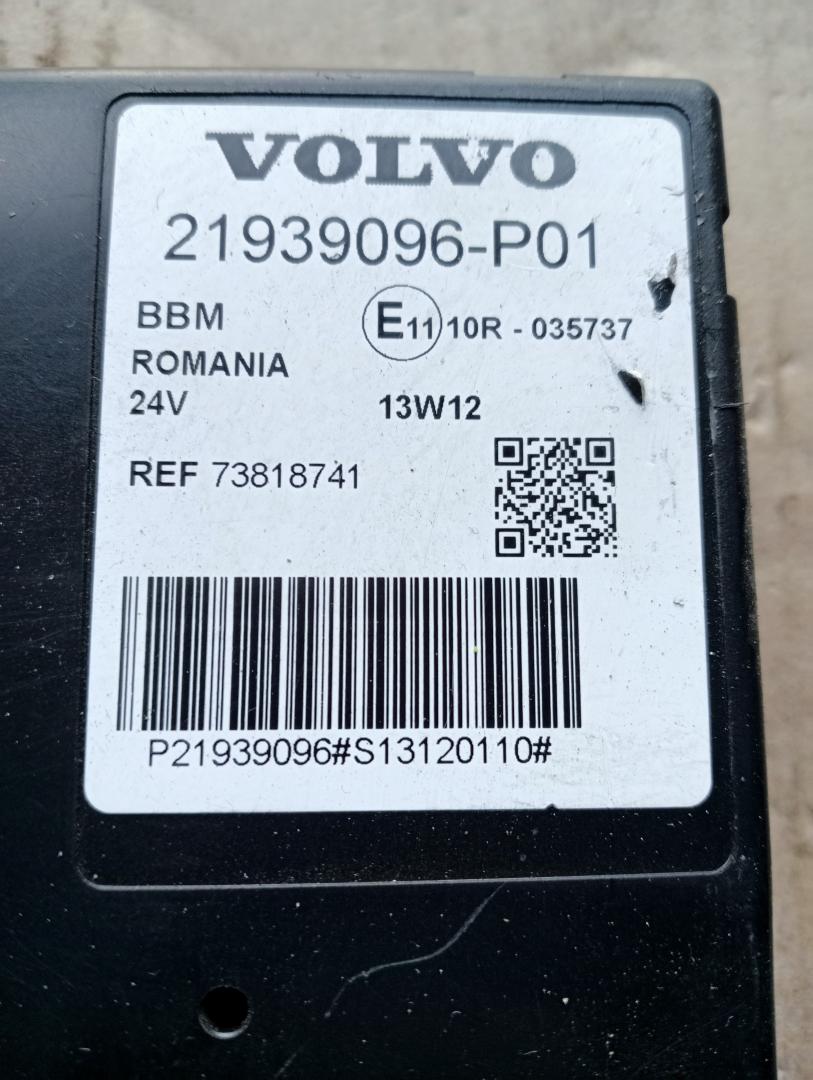 VOLVO
21939096-P01
BBM E11 10R - 035737
ROMANIA
24V 13W12
REF 73818741
P21939096#S13120110#